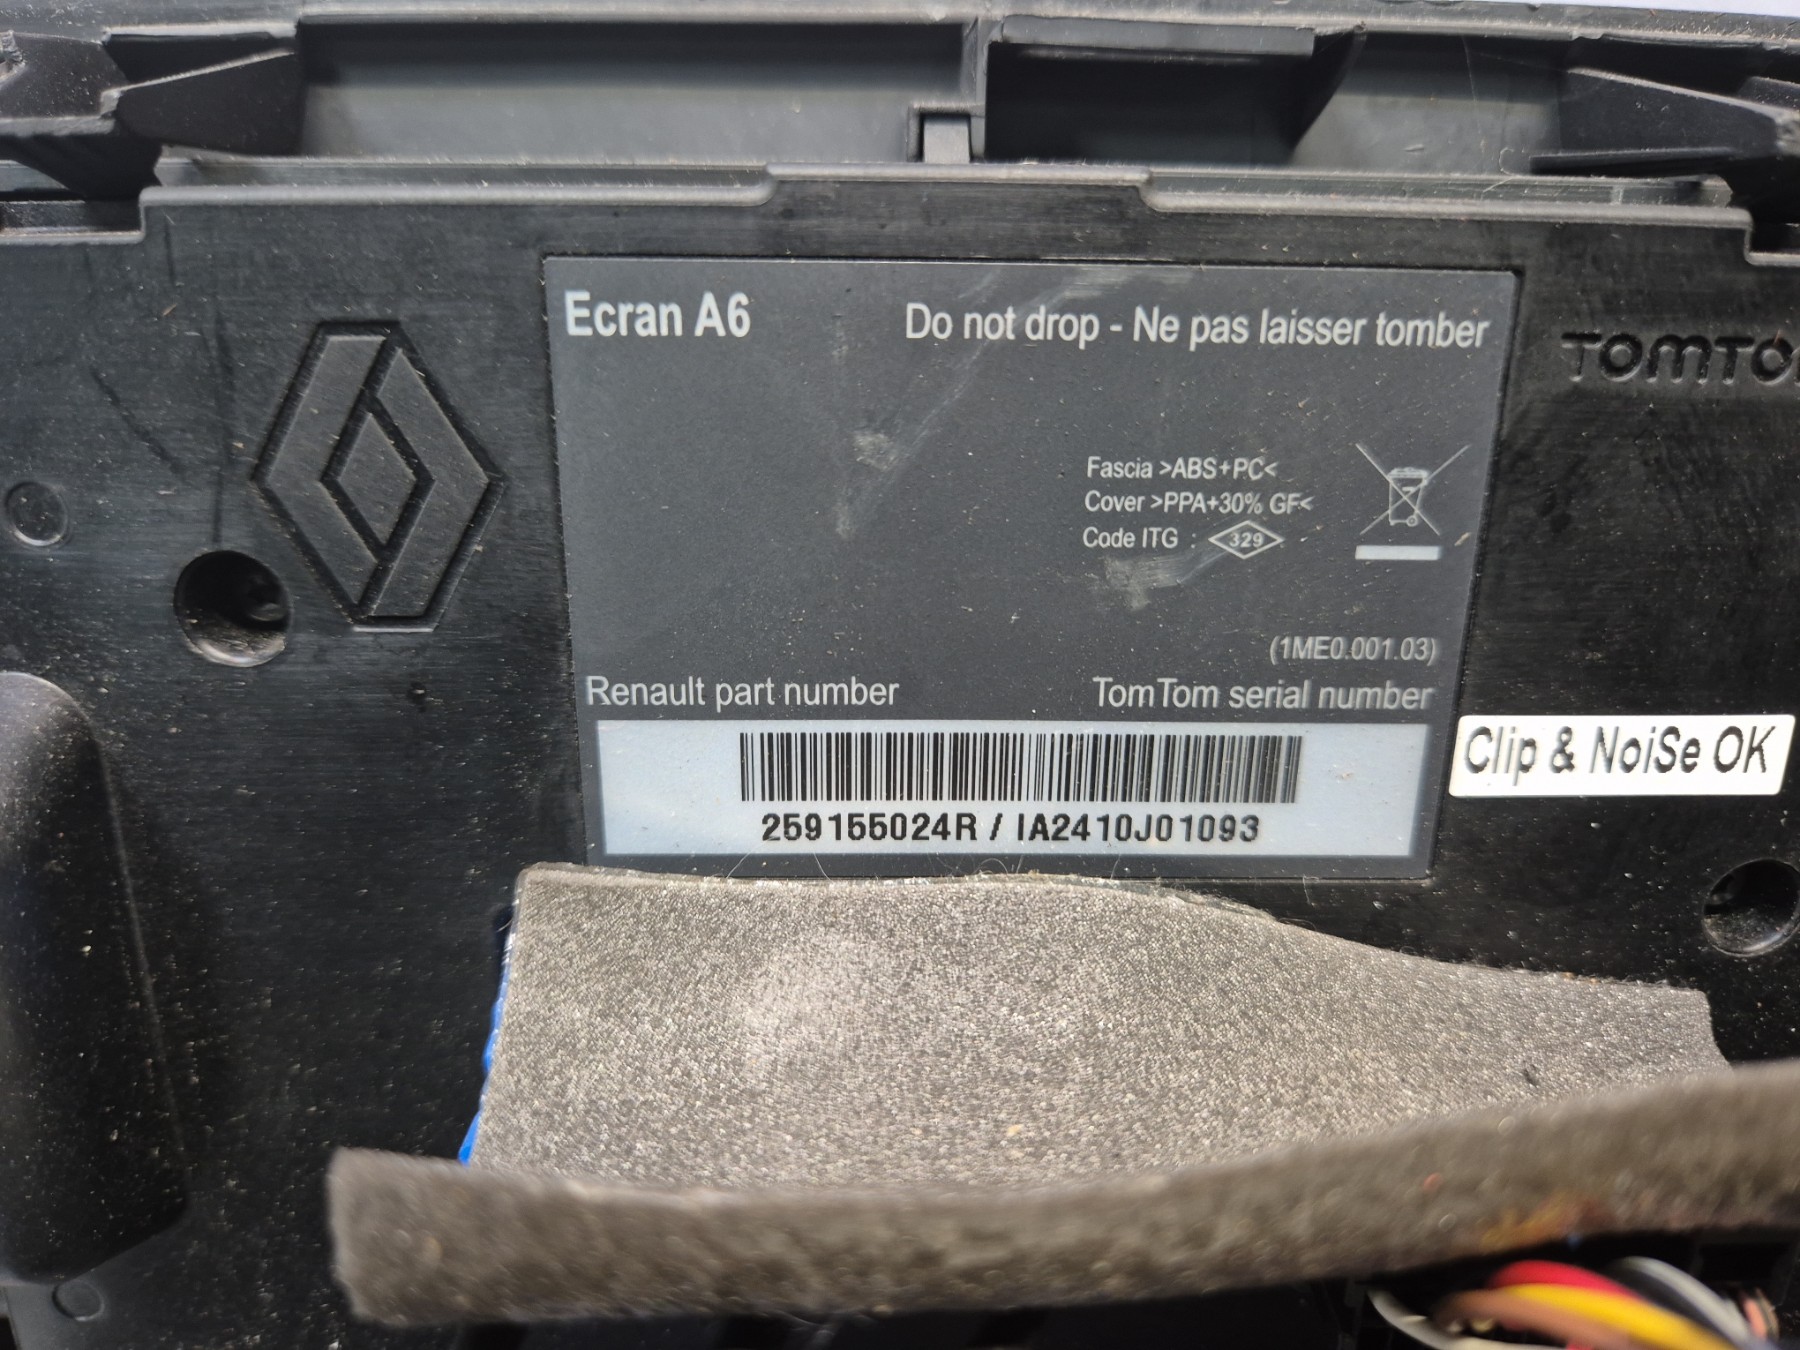 Ecran A6
Do not drop - Ne pas laisser tomber
TOMTO
Fascia >ABS+PC<
Cover >PPA+30% GF<
Code ITG : 329
(1ME0.001.03)
Renault part number
TomTom serial number
Clip & NoiSe OK
259155024R / IA2410J01093